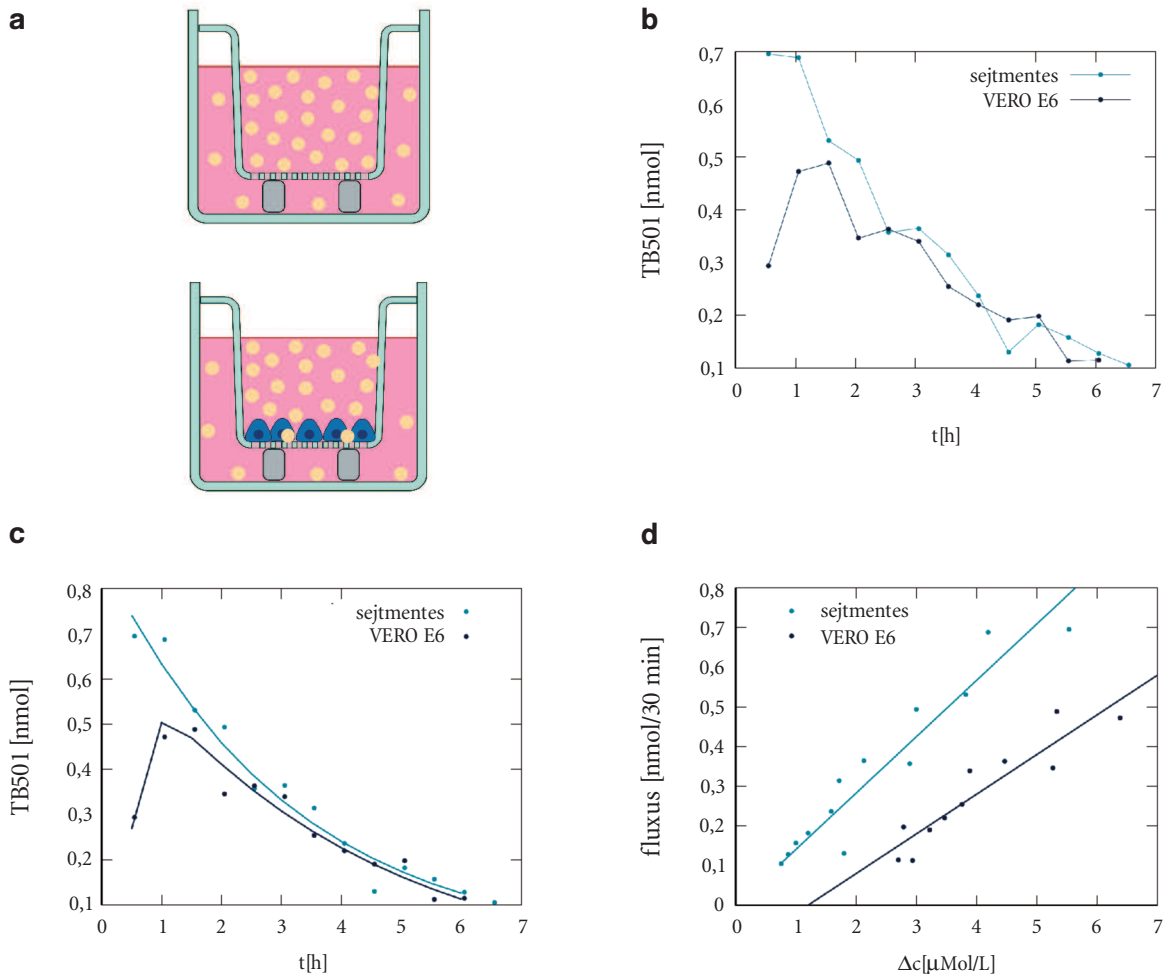 a
b
0,7
0,6
0,5
0,4
0,3
0,2
0,1
TB501 [nmol]
sejtmentes
VERO E6
0 1 2 3 4 5 6 7
t[h]
c
0,8
0,7
0,6
0,5
0,4
0,3
0,2
0,1
TB501 [nmol]
sejtmentes
VERO E6
0 1 2 3 4 5 6 7
t[h]
d
0,8
0,7
0,6
0,5
0,4
0,3
0,2
0,1
0
fluxus [nmol/30 min]
sejtmentes
VERO E6
0 1 2 3 4 5 6 7
Δc[μMol/L]